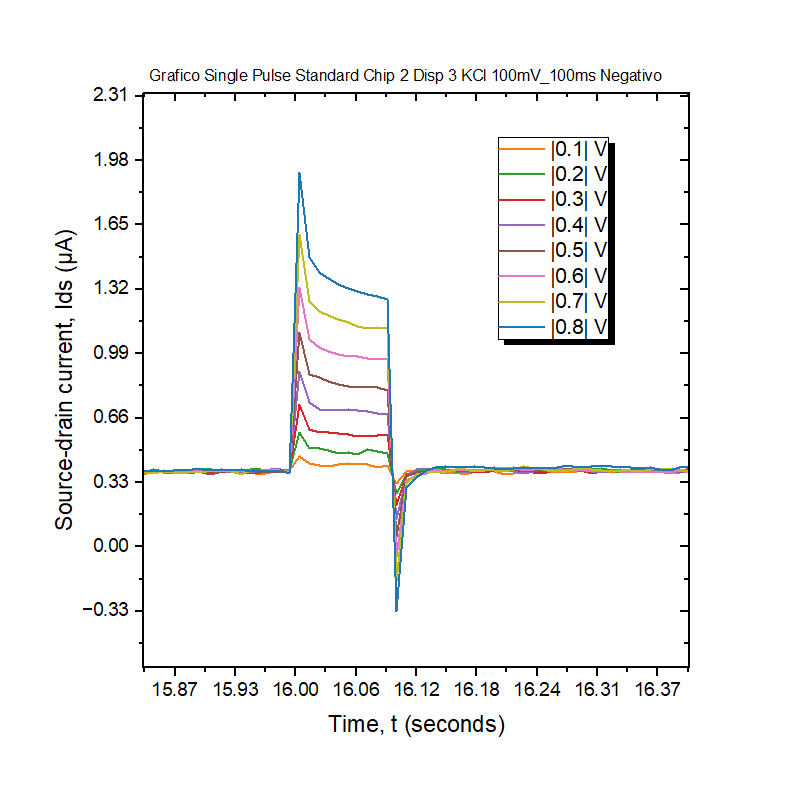 Grafico Single Pulse Standard Chip 2 Disp 3 KCl 100mV_100ms Negativo
2.31
1.98
1.65
1.32
0.99
0.66
0.33
0.00
−0.33
Source-drain current, Ids (μA)
|0.1| V
|0.2| V
|0.3| V
|0.4| V
|0.5| V
|0.6| V
|0.7| V
|0.8| V
15.87 15.93 16.00 16.06 16.12 16.18 16.24 16.31 16.37
Time, t (seconds)